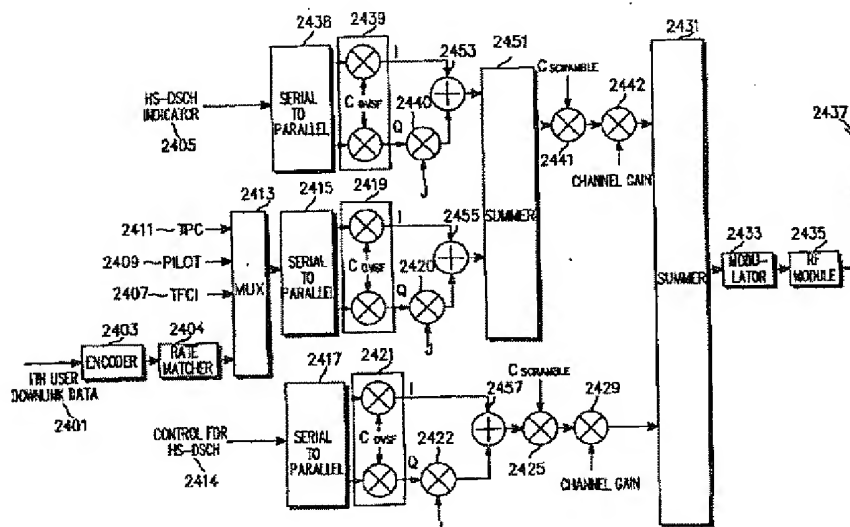 2438
2439
I
2453
2451
C SCRAMBLE
2442
2431
2437
HS-DSCH
INDICATOR
2405
SERIAL
TO
PARALLEL
C OVSF
2440
Q
J
2441
CHANNEL GAIN
2413
2415
2419
I
2455
SUMMER
2411 TPC
2409 PILOT
2407 TFCI
MUX
SERIAL
TO
PARALLEL
C OVSF
2420
Q
J
2433
2435
MODU-
LATOR
RF
MODULE
SUMMER
2403
2404
ENCODER
RATE
MATCHER
DOWNLINK DATA
2401
2417
2421
I
2457
C SCRAMBLE
2429
CONTROL FOR
HS-DSCH
2414
SERIAL
TO
PARALLEL
C OVSF
2422
Q
2425
CHANNEL GAIN